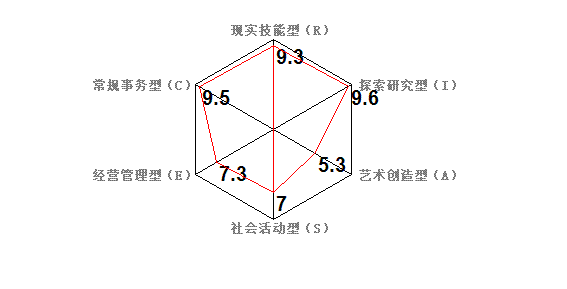 现实技能型（R）
9.3
常规事务型（C）
探索研究型（I）
9.5
9.6
5.3
经营管理型（E）
7.3
艺术创造型（A）
7
社会活动型（S）